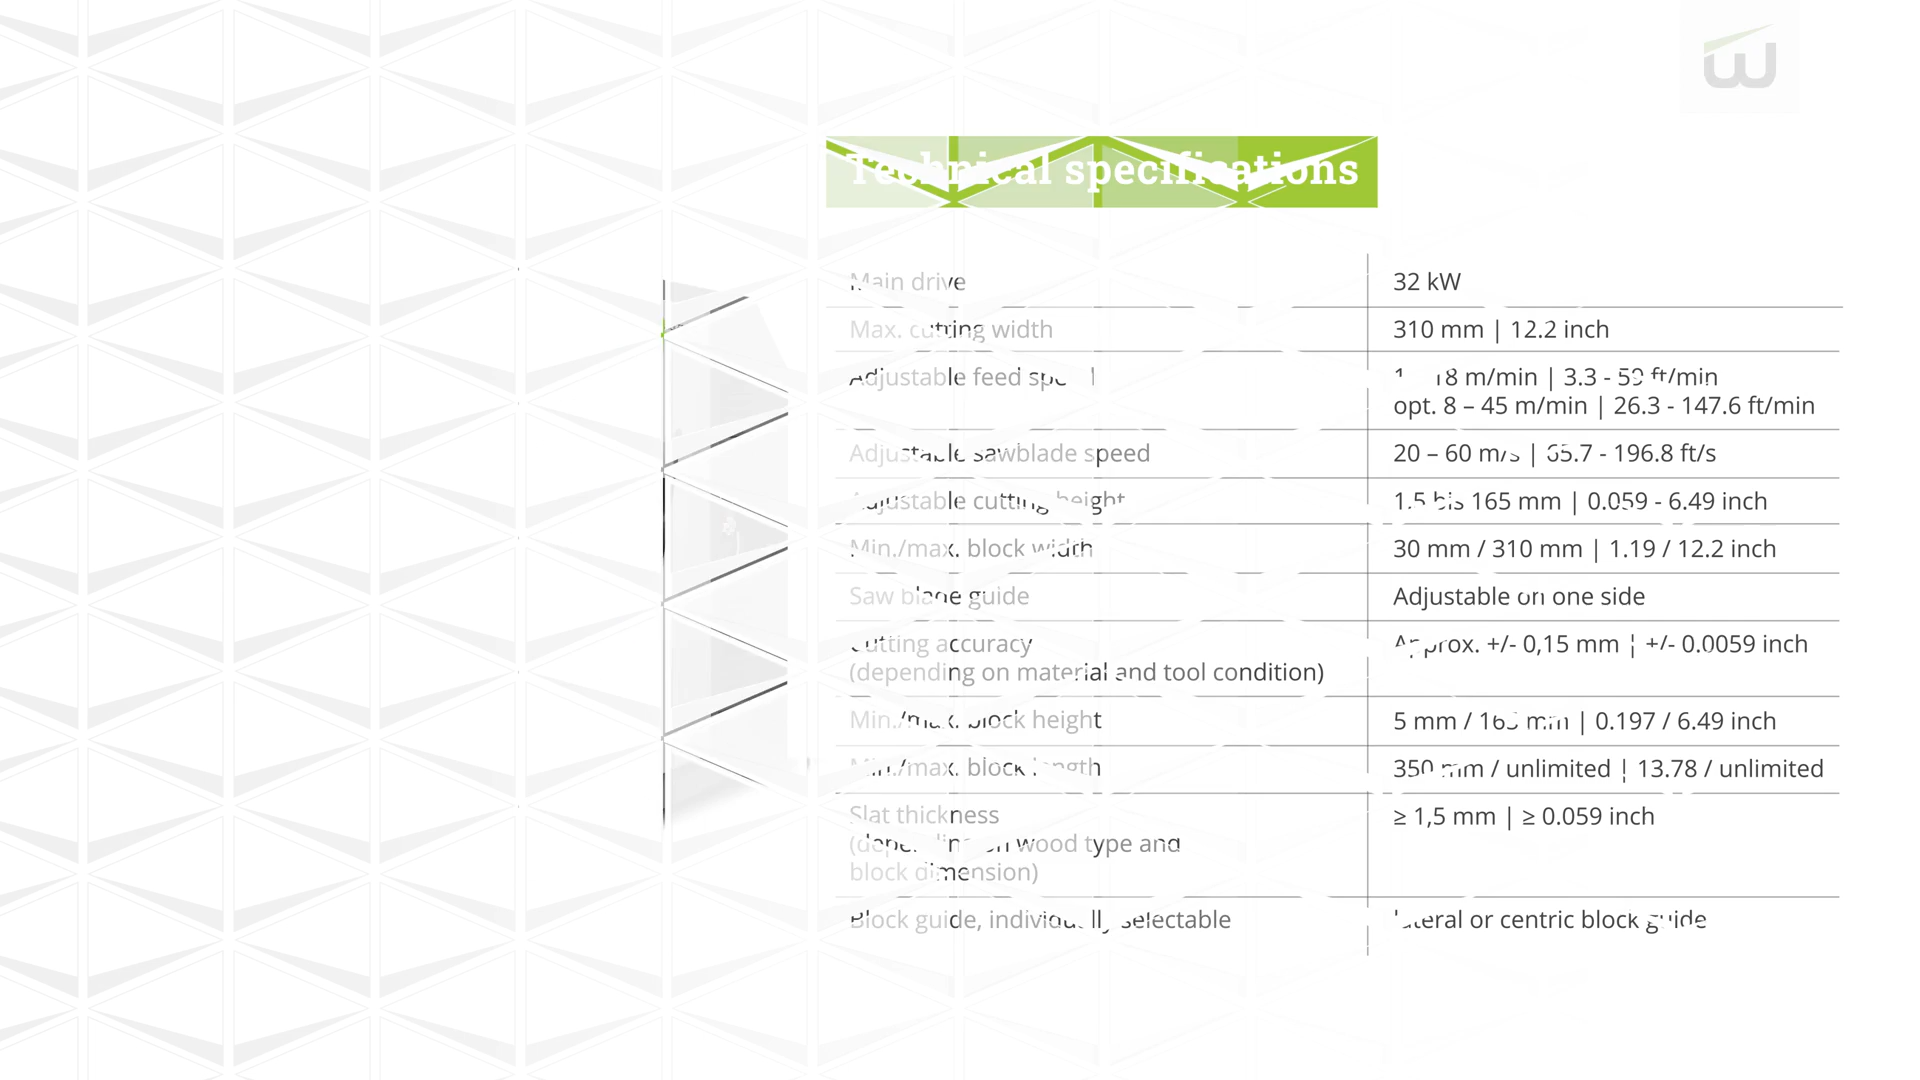 Technical specifications
Main drive 32 kW
Max. cutting width 310 mm | 12.2 inch
Adjustable feed speed 1 18 m/min | 3.3 - 59 ft/min
opt. 8 – 45 m/min | 26.3 - 147.6 ft/min
Adjustable sawblade speed 20 – 60 m/s | 65.7 - 196.8 ft/s
Adjustable cutting height 1.5 bis 165 mm | 0.059 - 6.49 inch
Min./max. block width 30 mm / 310 mm | 1.19 / 12.2 inch
Saw blade guide Adjustable on one side
Cutting accuracy Approx. +/- 0,15 mm | +/- 0.0059 inch
(depending on material and tool condition)
Min./max. block height 5 mm / 165 mm | 0.197 / 6.49 inch
Min./max. block length 350 mm / unlimited | 13.78 / unlimited
Slat thickness ≥ 1,5 mm | ≥ 0.059 inch
(depending on wood type and
block dimension)
Block guide, individually selectable lateral or centric block guide